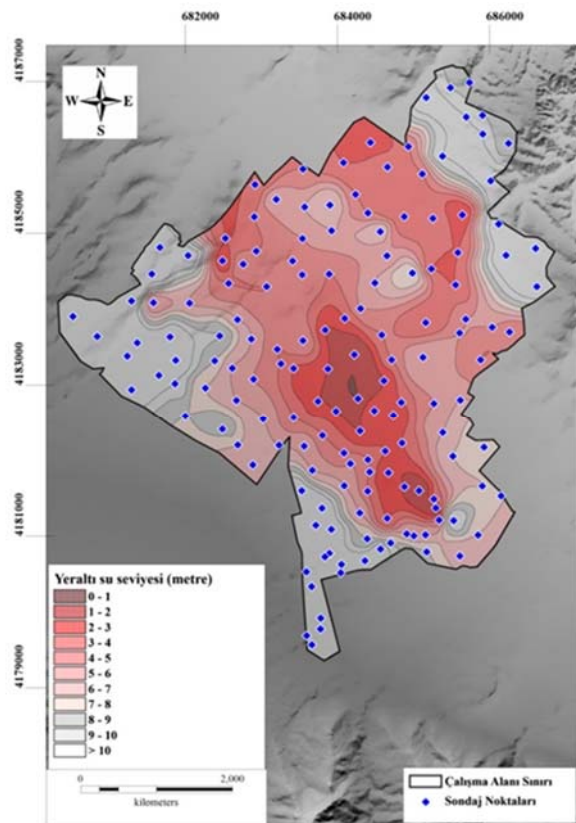 682000
684000
686000
4187000
4185000
4183000
4181000
4179000
N
W E
S
Yeraltı su seviyesi (metre)
0 - 1
1 - 2
2 - 3
3 - 4
4 - 5
5 - 6
6 - 7
7 - 8
8 - 9
9 - 10
> 10
0 2,000
kilometers
Çalışma Alanı Sınırı
Sondaj Noktaları